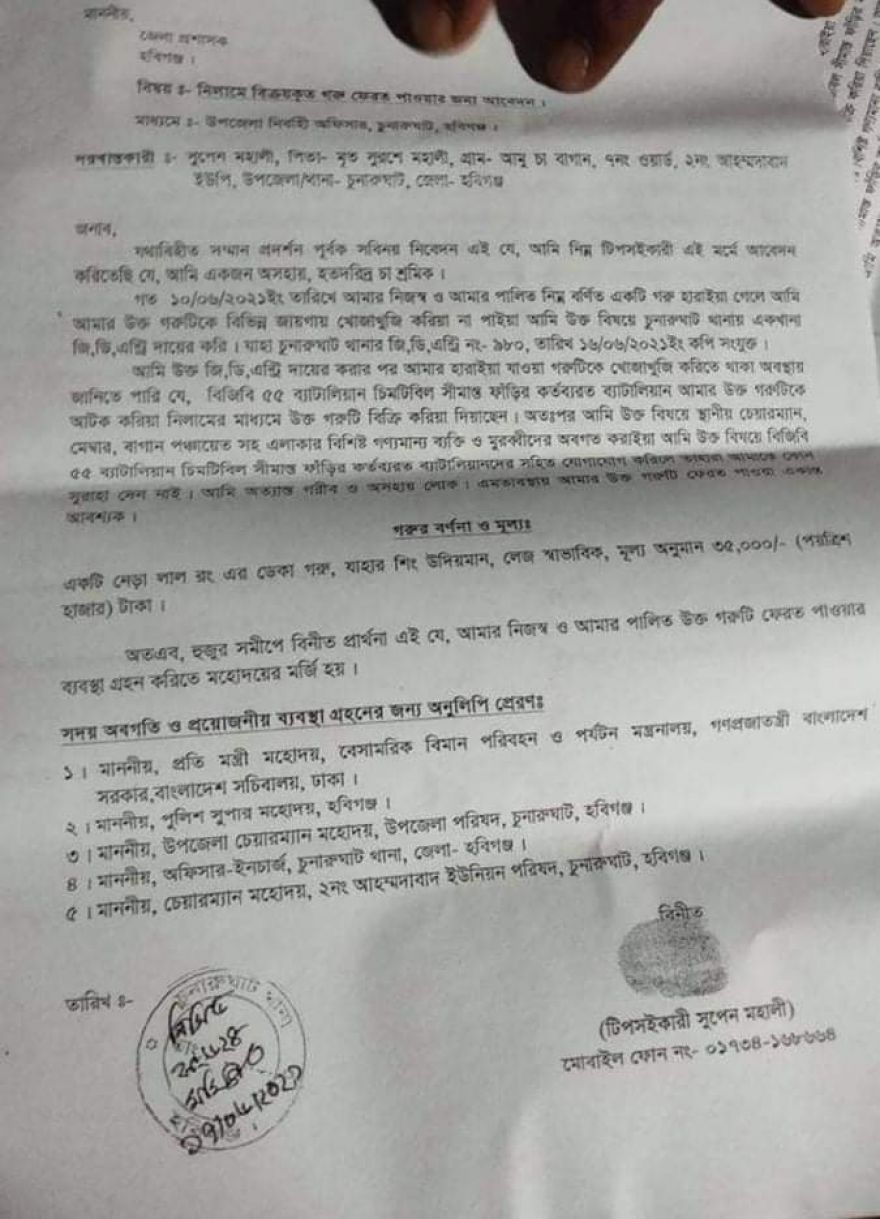 মাননীয়,
জেলা প্রশাসক
হবিগঞ্জ ।
বিষয় ঃ- নিলামে বিক্রয়কৃত গরু ফেরত পাওয়ার জন্য আবেদন ।
মাধ্যমে ঃ- উপজেলা নির্বাহী অফিসার, চুনারুঘাট, হবিগঞ্জ ।
দরখাস্তকারী ঃ- সুপেন মহালী, পিতা- মৃত সুরশে মহালী, গ্রাম- আমু চা বাগান, ৭নং ওয়ার্ড, ২নং আহম্মদাবাদ
ইউপি, উপজেলা/থানা- চুনারুঘাট, জেলা- হবিগঞ্জ
জনাব,
যথাবিহীত সম্মান প্রদর্শন পূর্বক সবিনয় নিবেদন এই যে, আমি নিম্ন টিপসইকারী এই মর্মে আবেদন
করিতেছি যে, আমি একজন অসহায়, হতদরিদ্র চা শ্রমিক ।
গত ১০/০৬/২০২১ইং তারিখে আমার নিজস্ব ও আমার পালিত নিম্ন বর্ণিত একটি গরু হারাইয়া গেলে আমি
আমার উক্ত গরুটিকে বিভিন্ন জায়গায় খোজাখুজি করিয়া না পাইয়া আমি উক্ত বিষয়ে চুনারুঘাট থানায় একখানা
জি,ডি,এন্ট্রি দায়ের করি । যাহা চুনারুঘাট থানার জি,ডি,এন্ট্রি নং- ৯৮০, তারিখ ১৬/০৬/২০২১ইং কপি সংযুক্ত ।
আমি উক্ত জি,ডি,এন্ট্রি দায়ের করার পর আমার হারাইয়া যাওয়া গরুটিকে খোজাখুজি করিতে থাকা অবস্থায়
জানিতে পারি যে, বিজিবি ৫৫ ব্যাটালিয়ান চিমটিবিল সীমান্ত ফাঁড়ির কর্তব্যরত ব্যাটালিয়ান আমার উক্ত গরুটিকে
আটক করিয়া নিলামের মাধ্যমে উক্ত গরুটি বিক্রি করিয়া দিয়াছেন । অতঃপর আমি উক্ত বিষয়ে স্থানীয় চেয়ারম্যান,
মেম্বার, বাগান পঞ্চায়েত সহ এলাকার বিশিষ্ট গণ্যমান্য ব্যক্তি ও মুরব্বীদের অবগত করাইয়া আমি উক্ত বিষয়ে বিজিবি
৫৫ ব্যাটালিয়ান চিমটিবিল সীমান্ত ফাঁড়ির কর্তব্যরত ব্যাটালিয়ানদের সহিত যোগাযোগ করিলে তাহারা আমাকে কোন
সুরাহা দেন নাই । আমি অত্যান্ত গরীব ও অসহায় লোক । এমতাবস্থায় আমার উক্ত গরুটি ফেরত পাওয়া একান্ত
আবশ্যক ।
গরুর বর্ণনা ও মূল্যঃ
একটি নেড়া লাল রং এর ডেকা গরু, যাহার শিং উদিয়মান, লেজ স্বাভাবিক, মূল্য অনুমান ৩৫,০০০/- (পয়ত্রিশ
হাজার) টাকা ।
অতএব, হুজুর সমীপে বিনীত প্রার্থনা এই যে, আমার নিজস্ব ও আমার পালিত উক্ত গরুটি ফেরত পাওয়ার
ব্যবস্থা গ্রহন করিতে মহোদয়ের মর্জি হয় ।
সদয় অবগতি ও প্রয়োজনীয় ব্যবস্থা গ্রহনের জন্য অনুলিপি প্রেরণঃ
১ । মাননীয়, প্রতি মন্ত্রী মহোদয়, বেসামরিক বিমান পরিবহন ও পর্যটন মন্ত্রনালয়, গণপ্রজাতন্ত্রী বাংলাদেশ
সরকার,বাংলাদেশ সচিবালয়, ঢাকা ।
২ । মাননীয়, পুলিশ সুপার মহোদয়, হবিগঞ্জ ।
৩ । মাননীয়, উপজেলা চেয়ারম্যান মহোদয়, উপজেলা পরিষদ, চুনারুঘাট, হবিগঞ্জ ।
৪ । মাননীয়, অফিসার-ইনচার্জ, চুনারুঘাট থানা, জেলা- হবিগঞ্জ ।
৫ । মাননীয়, চেয়ারম্যান মহোদয়, ২নং আহম্মদাবাদ ইউনিয়ন পরিষদ, চুনারুঘাট, হবিগঞ্জ ।
বিনীত
(টিপসইকারী সুপেন মহালী)
মোবাইল ফোন নং- ০১৭৩৪-১৬৮৬৬৪
তারিখ ঃ-
চুনারুঘাট থানা